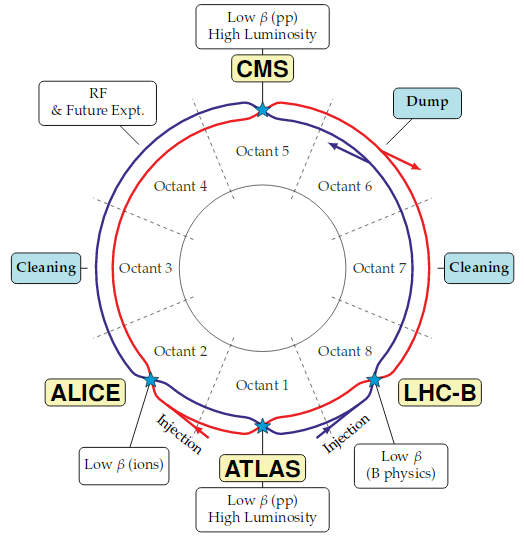 Low β (pp)
High Luminosity
CMS
RF
& Future Expt.
Dump
Octant 5
Octant 4
Octant 6
Cleaning
Octant 3
Octant 7
Cleaning
Octant 2
Octant 8
ALICE
Octant 1
LHC-B
Injection
Injection
Low β (ions)
ATLAS
Low β
(B physics)
Low β (pp)
High Luminosity